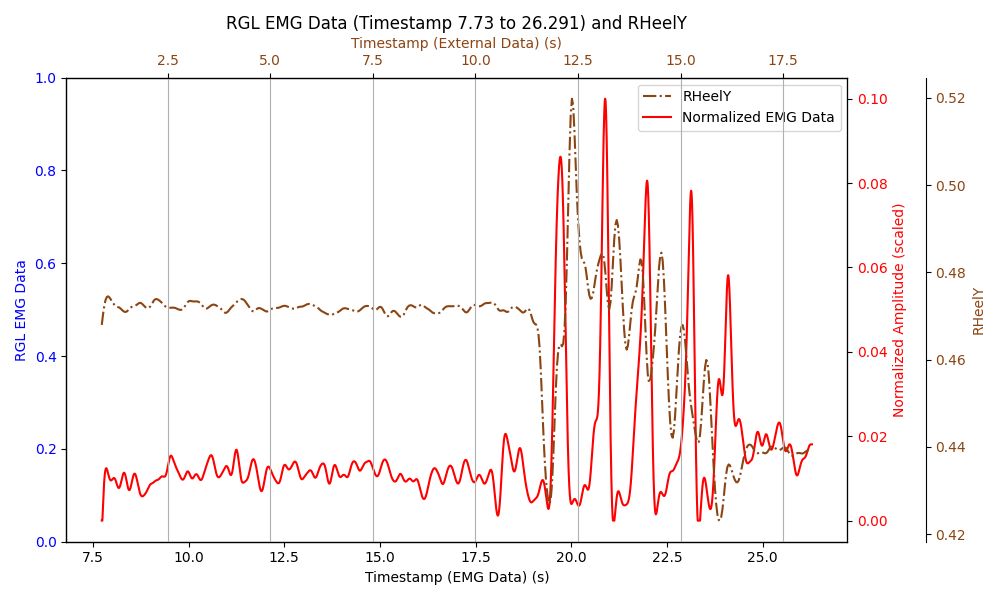 RGL EMG Data (Timestamp 7.73 to 26.291) and RHeelY
Timestamp (External Data) (s)
2.5 5.0 7.5 10.0 12.5 15.0 17.5
RHeelY
Normalized EMG Data
1.0
0.8
0.6
0.4
0.2
0.0
RGL EMG Data
0.10
0.08
0.06
0.04
0.02
0.00
Normalized Amplitude (scaled)
0.52
0.50
0.48
0.46
0.44
0.42
RHeelY
7.5 10.0 12.5 15.0 17.5 20.0 22.5 25.0
Timestamp (EMG Data) (s)